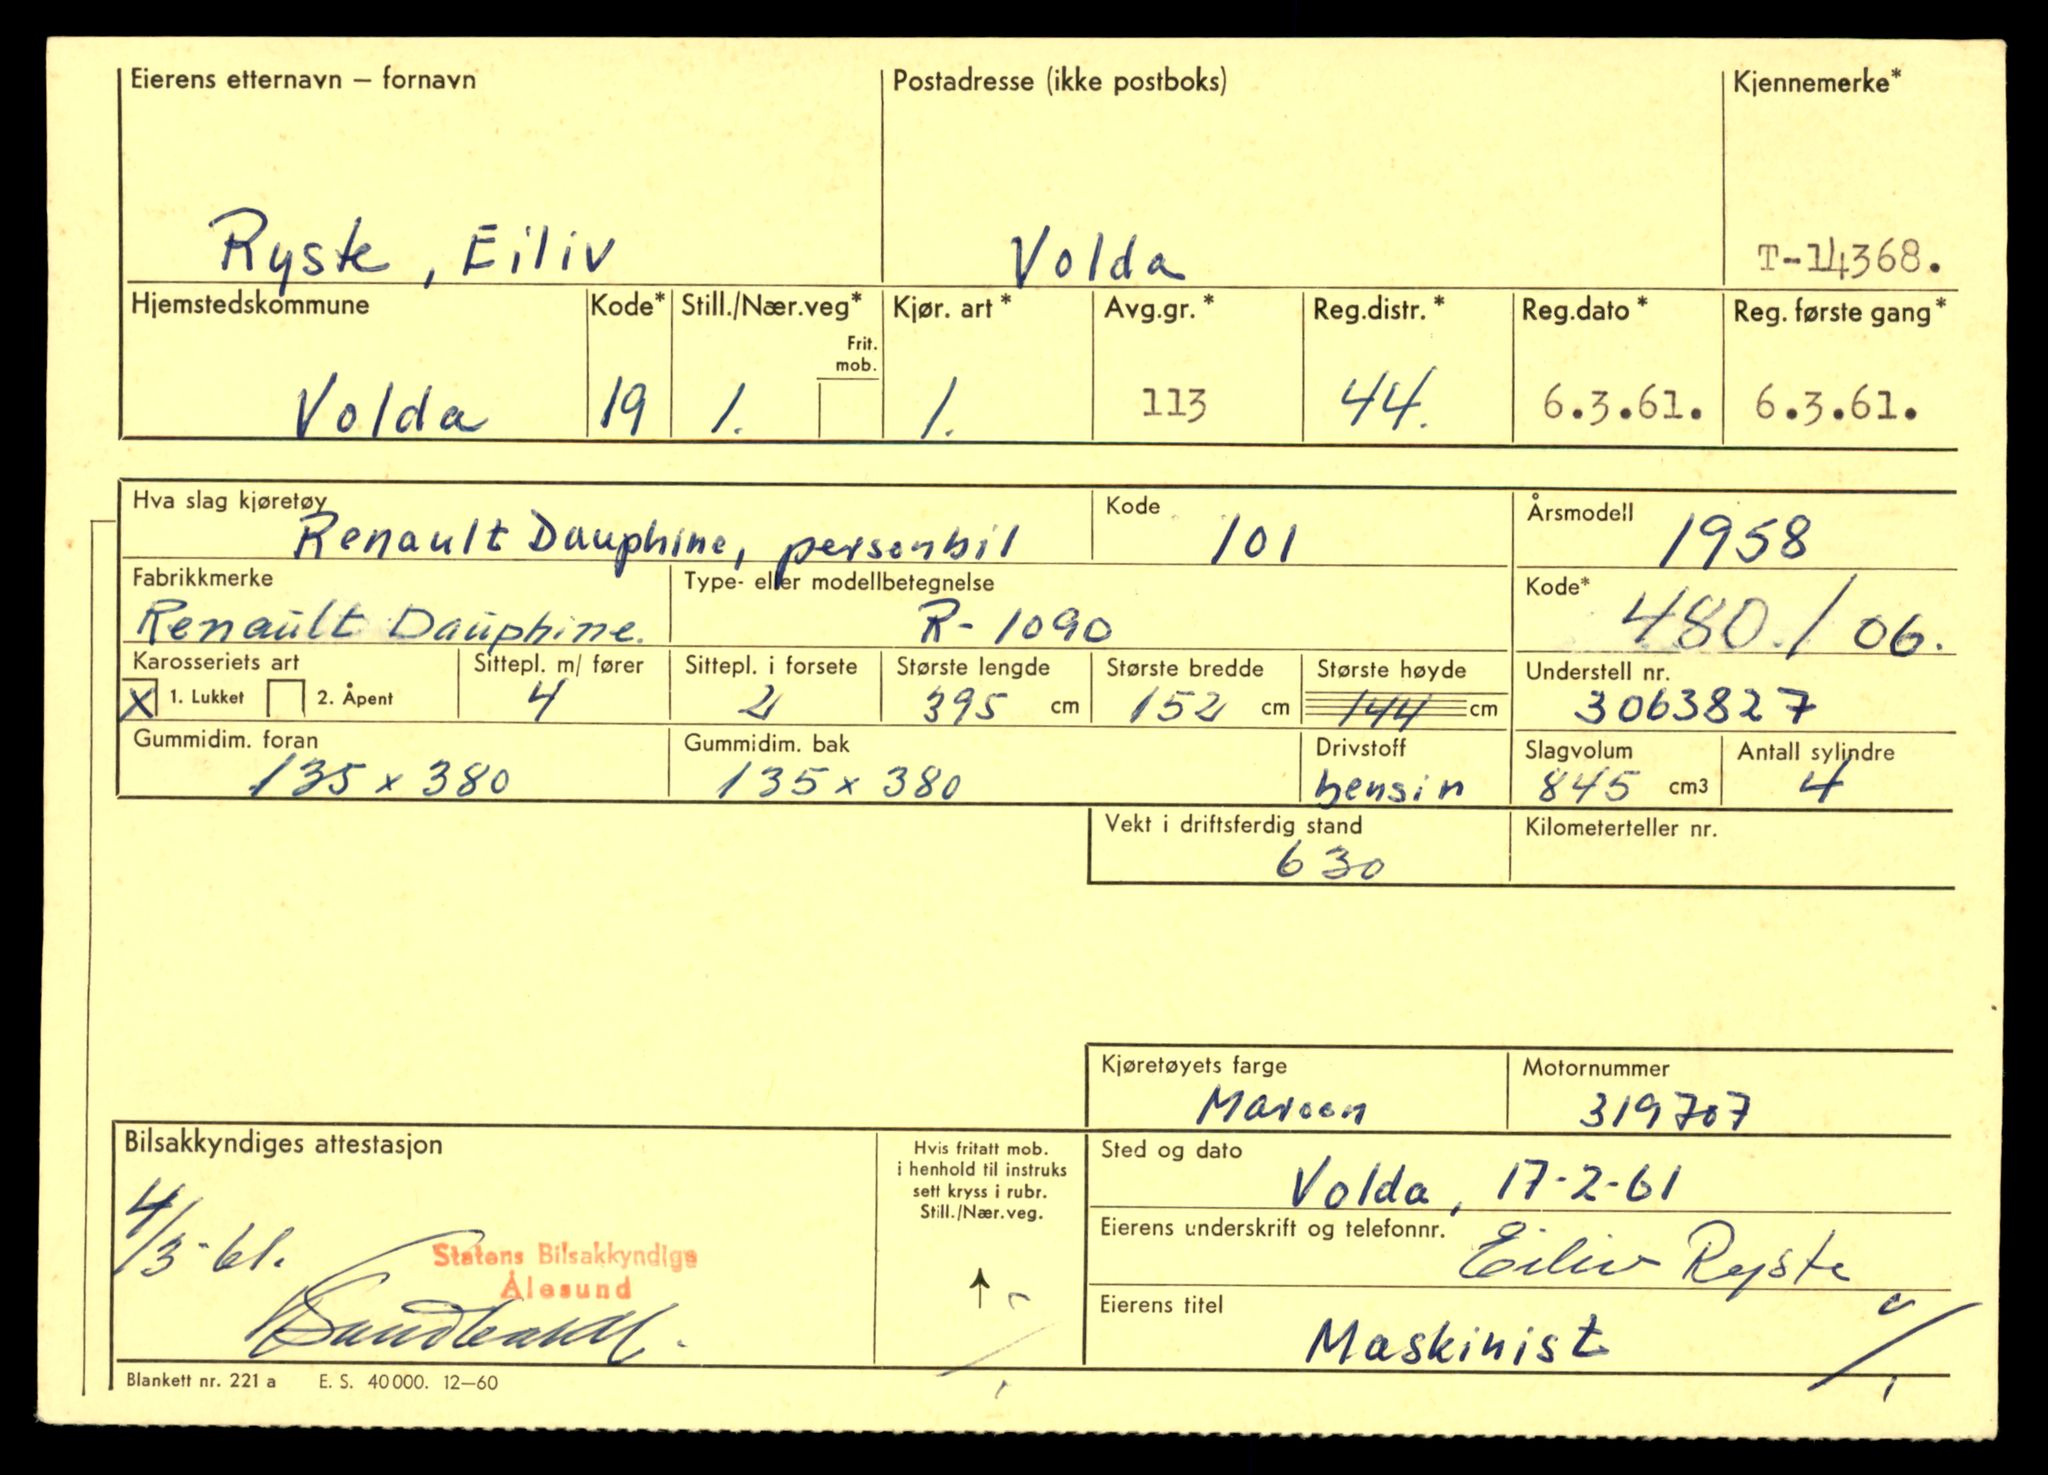 Eierens etternavn – fornavn Postadresse (ikke postboks) Kjennemerke*
Ryste, Eiliv Volda T-14368.
Hjemstedskommune Kode* Still./Nær.veg* Kjør. art* Avg.gr.* Reg.distr.* Reg.dato* Reg. første gang*
Frit.
mob.
Volda 19 1. 1. 113 44. 6.3.61. 6.3.61.
Hva slag kjøretøy Kode Årsmodell
Renault Dauphine, personbil 101 1958
Fabrikkmerke Type- eller modellbetegnelse Kode*
Renault Dauphine. R-1090 480./06.
Karosseriets art Sittepl. m/ fører Sittepl. i forsete Største lengde Største bredde Største høyde Understell nr.
X 1. Lukket 2. Åpent 4 2 395 cm 152 cm 144 cm 3063827
Gummidim. foran Gummidim. bak Drivstoff Slagvolum Antall sylindre
135 x 380 135 x 380 bensin 845 cm3 4
Vekt i driftsferdig stand Kilometerteller nr.
630
Kjøretøyets farge Motornummer
Maroon 319707
Bilsakkyndiges attestasjon Hvis fritatt mob.
i henhold til instruks
sett kryss i rubr.
Still./Nær.veg.
Sted og dato
Volda, 17-2-61
4/3-61.
Statens Bilsakkyndige
Ålesund
Eierens underskrift og telefonnr.
Eiliv Ryste
Eierens titel
Maskinist
Blankett nr. 221 a E. S. 40000. 12—60